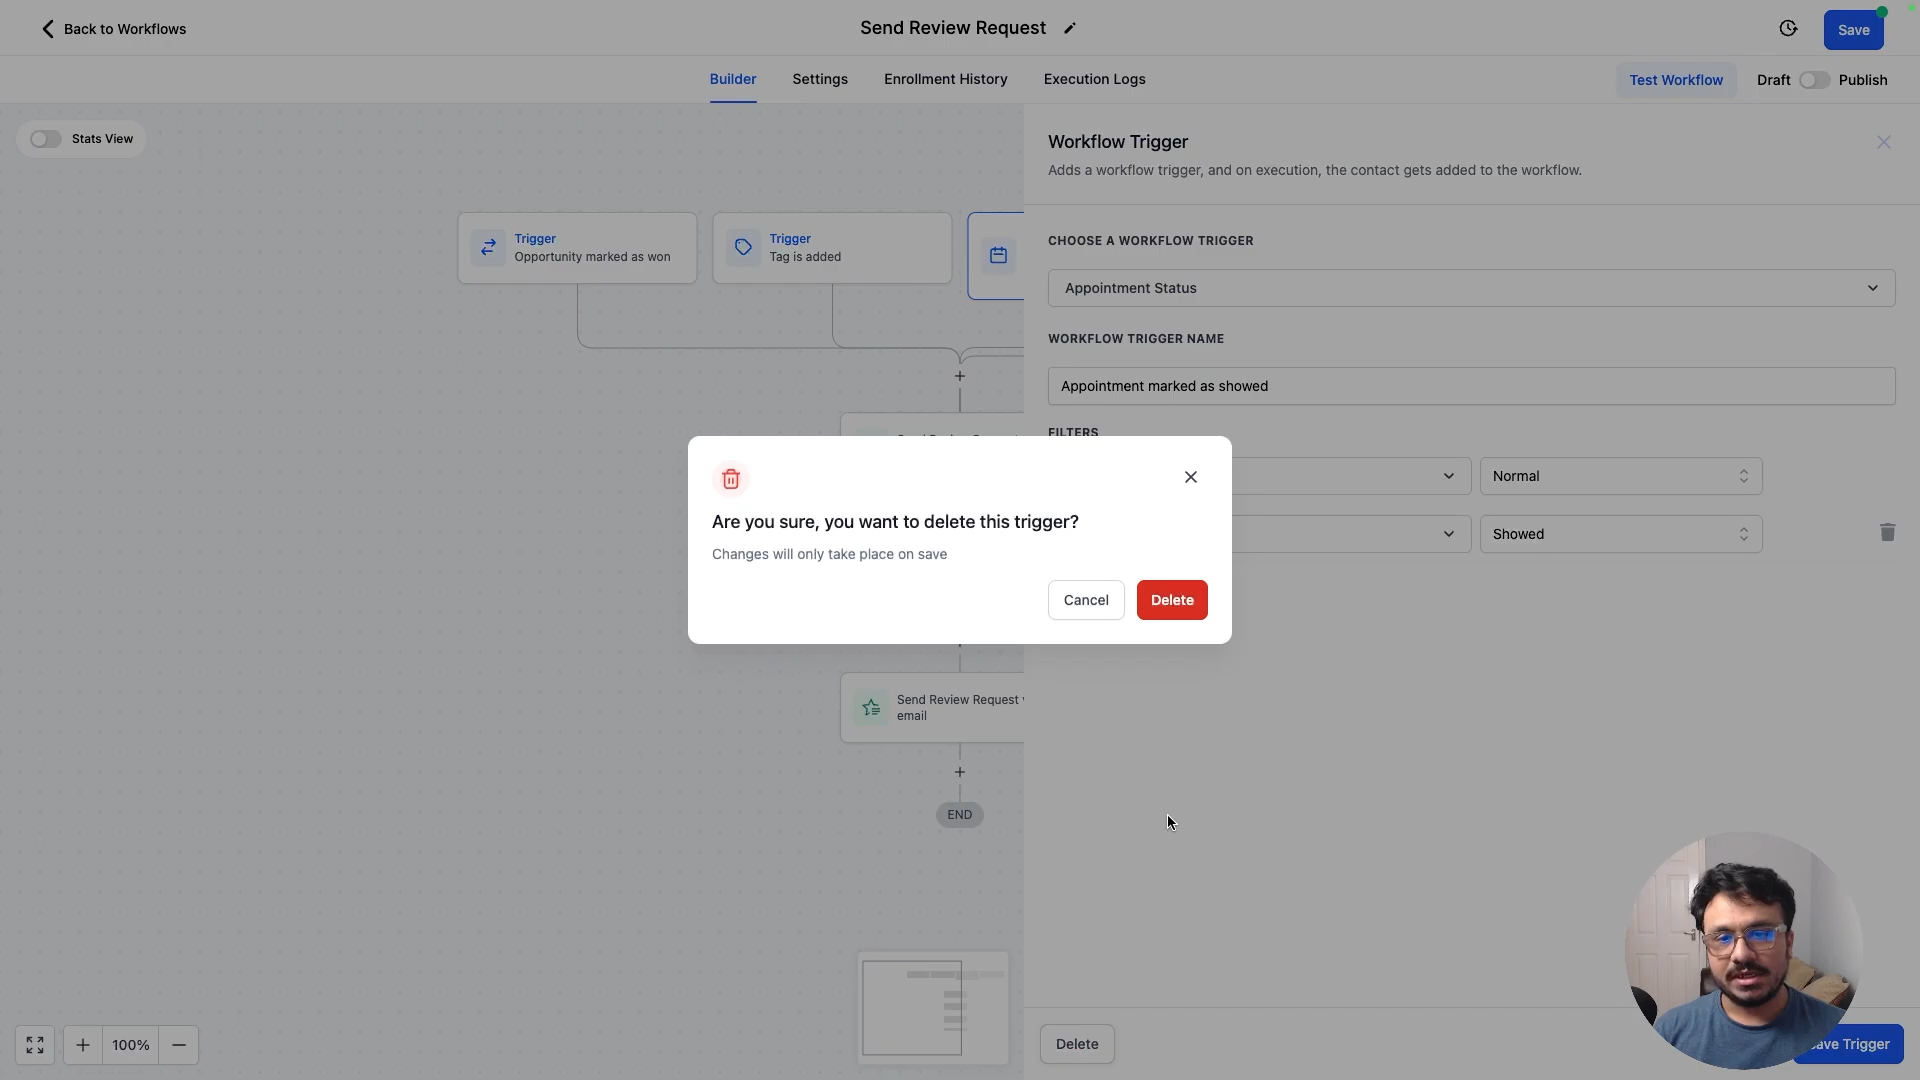 Back to Workflows
Send Review Request
Save
Builder
Settings
Enrollment History
Execution Logs
Test Workflow
Draft
Publish
Stats View
Trigger
Opportunity marked as won
Trigger
Tag is added
Workflow Trigger
Adds a workflow trigger, and on execution, the contact gets added to the workflow.
CHOOSE A WORKFLOW TRIGGER
Appointment Status
WORKFLOW TRIGGER NAME
Appointment marked as showed
FILTERS
Normal
Showed
Are you sure, you want to delete this trigger?
Changes will only take place on save
Cancel
Delete
Send Review Request
email
END
100%
Delete
Save Trigger